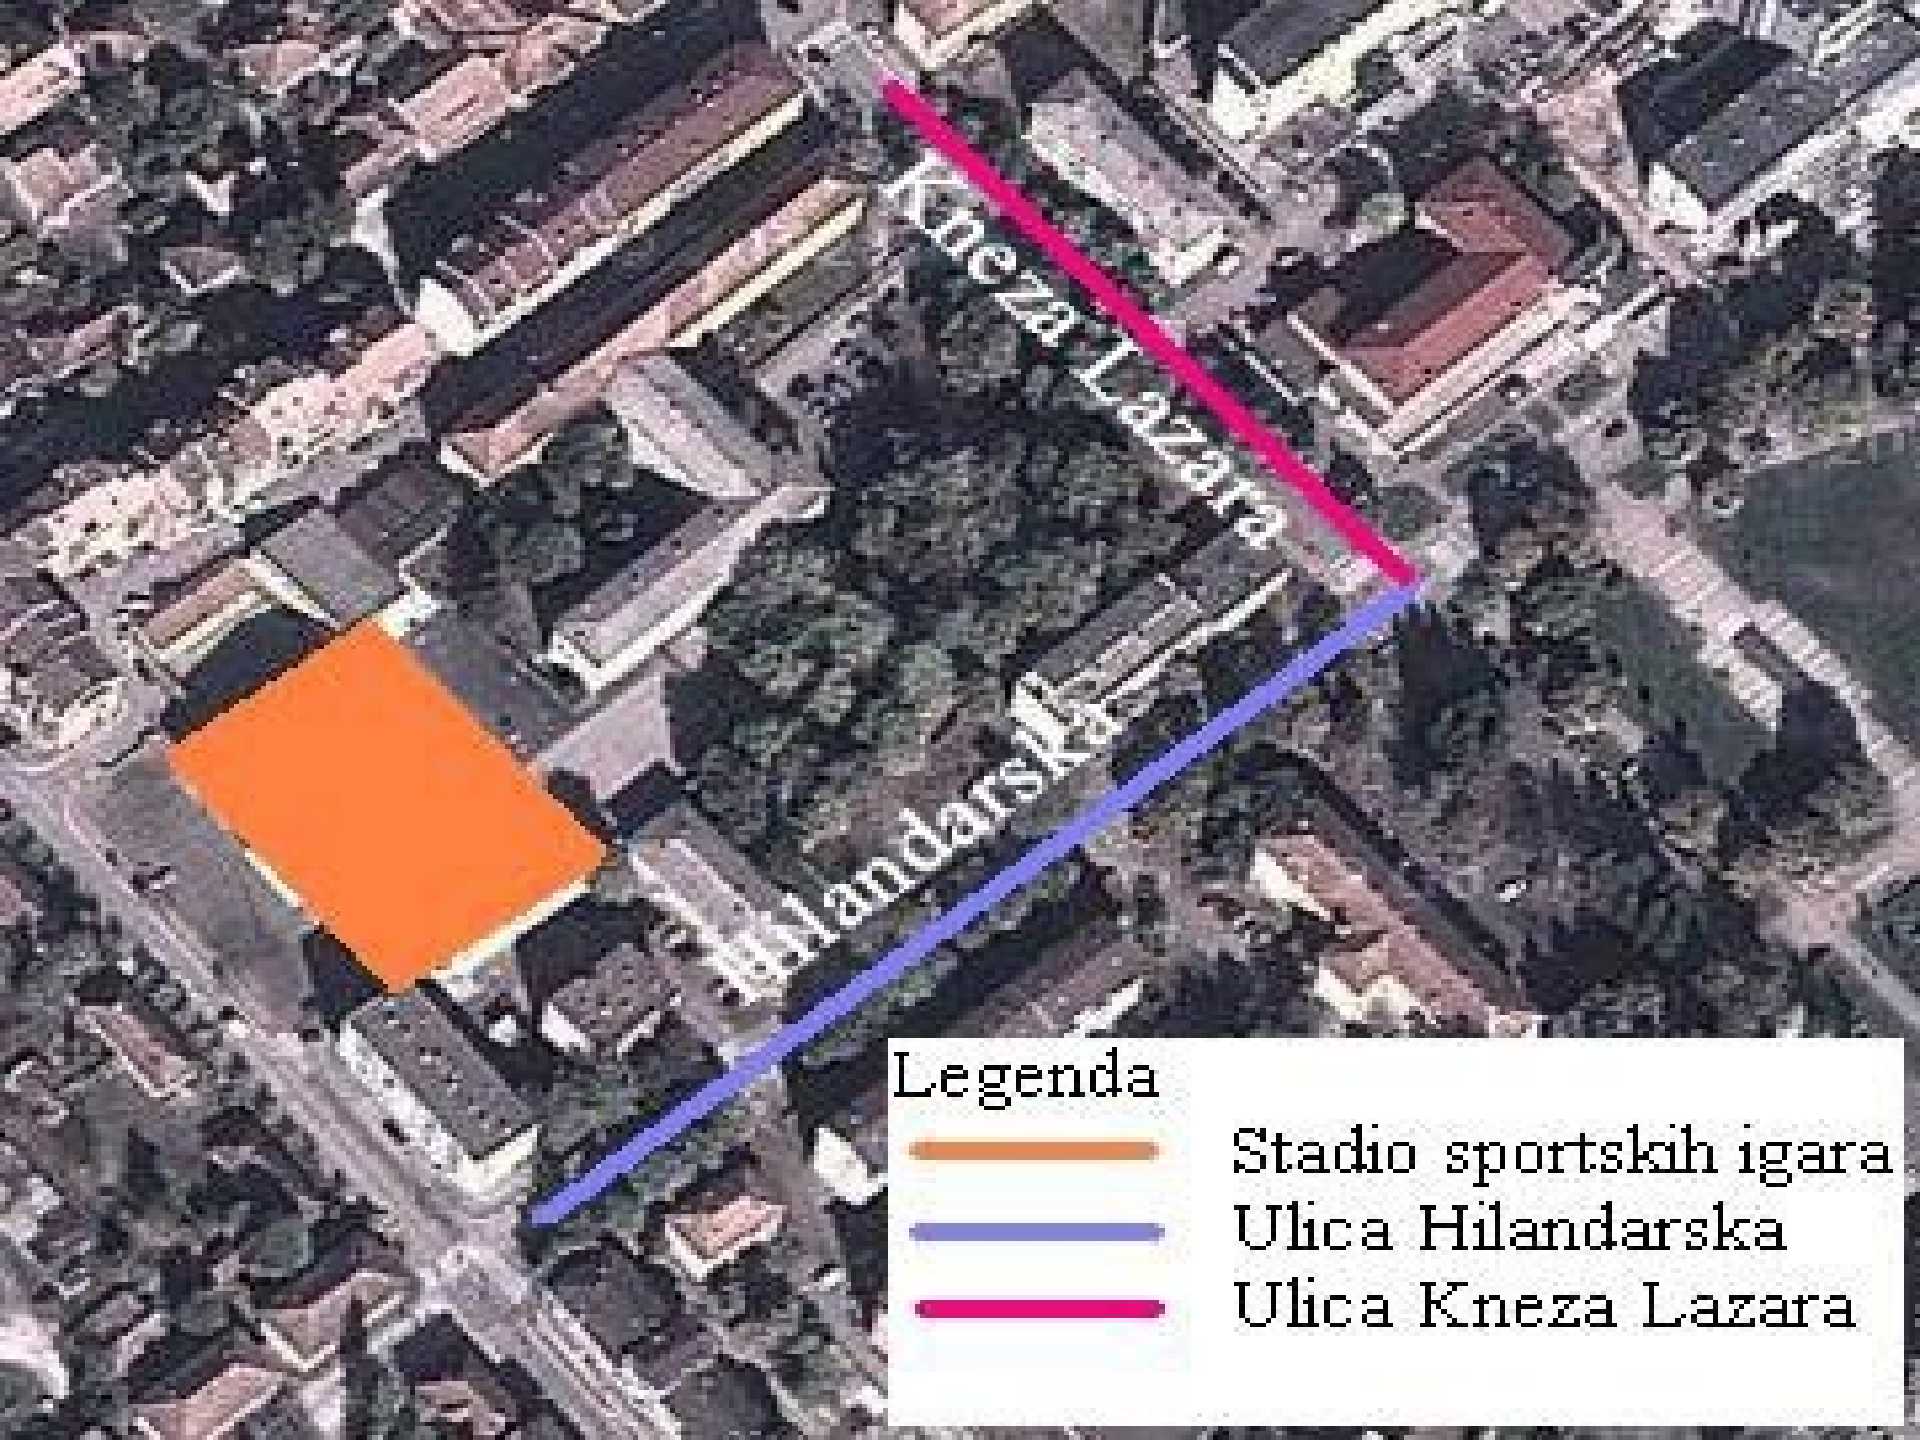 Kneza Lazara
Hilandarska
Legenda
Stadio sportskih igara
Ulica Hilandarska
Ulica Kneza Lazara